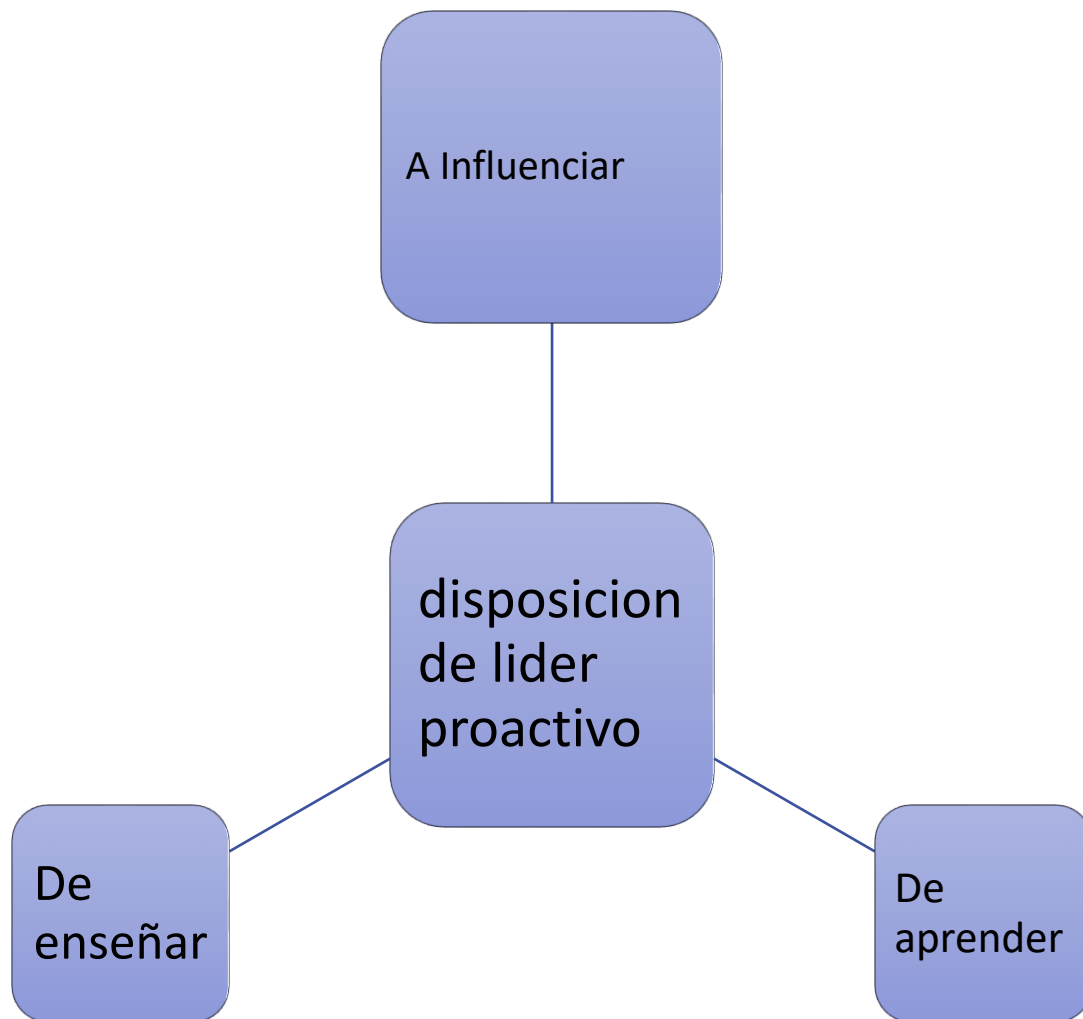 A Influenciar
disposicion
de lider
proactivo
De
enseñar
De
aprender